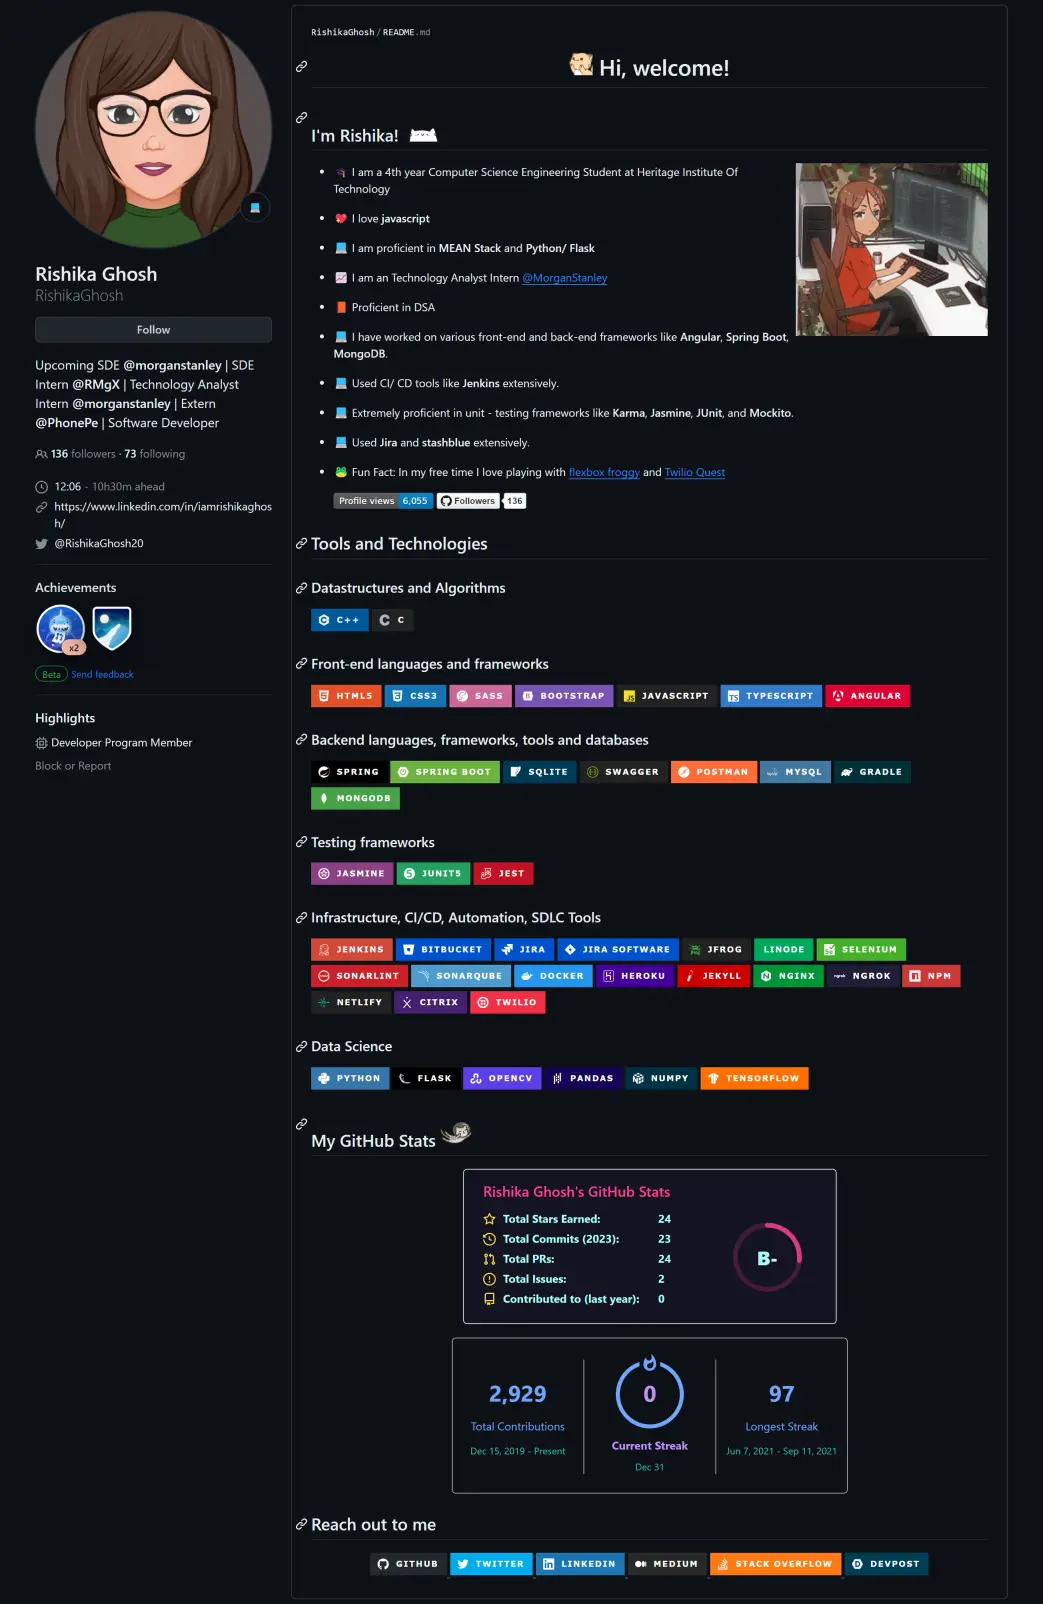 Rishika Ghosh
RishikaGhosh
Follow
Upcoming SDE @morganstanley | SDE
Intern @RMgX | Technology Analyst
Intern @morganstanley | Extern
@PhonePe | Software Developer
136 followers · 73 following
12:06 - 10h30m ahead
https://www.linkedin.com/in/iamrishikaghos
h/
@RishikaGhosh20
Achievements
x2
Beta Send feedback
Highlights
Developer Program Member
Block or Report
RishikaGhosh / README.md
Hi, welcome!
I'm Rishika!
• I am a 4th year Computer Science Engineering Student at Heritage Institute Of
Technology
• I love javascript
• I am proficient in MEAN Stack and Python/ Flask
• I am an Technology Analyst Intern @MorganStanley
• Proficient in DSA
• I have worked on various front-end and back-end frameworks like Angular, Spring Boot,
MongoDB.
• Used CI/ CD tools like Jenkins extensively.
• Extremely proficient in unit - testing frameworks like Karma, Jasmine, JUnit, and Mockito.
• Used Jira and stashblue extensively.
• Fun Fact: In my free time I love playing with flexbox froggy and Twilio Quest
Profile views 6,055 Followers 136
Tools and Technologies
Datastructures and Algorithms
C++ C
Front-end languages and frameworks
HTML5 CSS3 SASS BOOTSTRAP JAVASCRIPT TYPESCRIPT ANGULAR
Backend languages, frameworks, tools and databases
SPRING SPRING BOOT SQLITE SWAGGER POSTMAN MYSQL GRADLE
MONGODB
Testing frameworks
JASMINE JUNIT5 JEST
Infrastructure, CI/CD, Automation, SDLC Tools
JENKINS BITBUCKET JIRA JIRA SOFTWARE JFROG LINODE SELENIUM
SONARLINT SONARQUBE DOCKER HEROKU JEKYLL NGINX NGROK NPM
NETLIFY CITRIX TWILIO
Data Science
PYTHON FLASK OPENCV PANDAS NUMPY TENSORFLOW
My GitHub Stats
Rishika Ghosh's GitHub Stats
Total Stars Earned: 24
Total Commits (2023): 23
Total PRs: 24
Total Issues: 2
Contributed to (last year): 0
B-
2,929
Total Contributions
Dec 15, 2019 - Present
0
Current Streak
Dec 31
97
Longest Streak
Jun 7, 2021 - Sep 11, 2021
Reach out to me
GITHUB TWITTER LINKEDIN MEDIUM STACK OVERFLOW DEVPOST